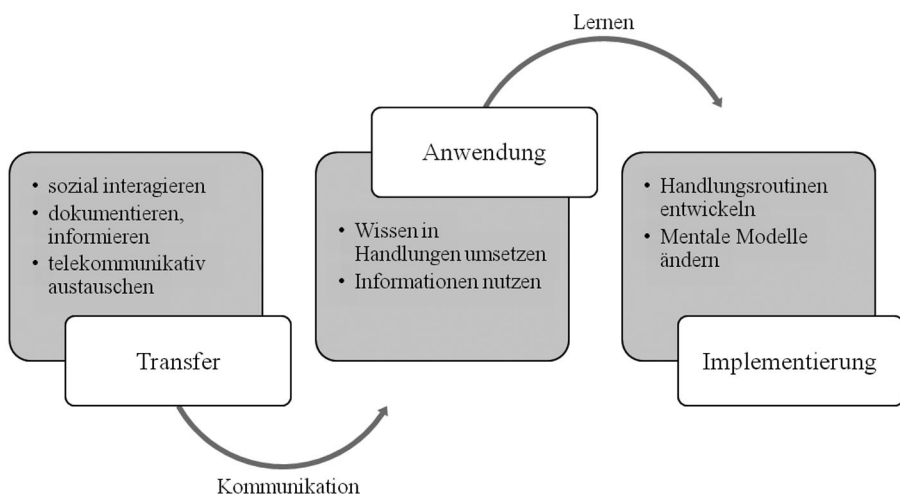 Lernen
Anwendung
• sozial interagieren
• dokumentieren,
informieren
• telekommunikativ
austauschen
Transfer
Kommunikation
• Wissen in
Handlungen umsetzen
• Informationen nutzen
• Handlungsroutinen
entwickeln
• Mentale Modelle
ändern
Implementierung